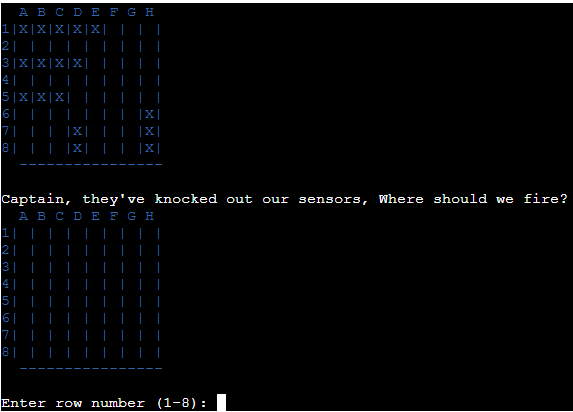 A B C D E F G H
1|X|X|X|X|X| | | |
2| | | | | | | | |
3|X|X|X|X| | | | |
4| | | | | | | | |
5|X|X|X| | | | | |
6| | | | | | | |X|
7| | | |X| | | |X|
8| | | |X| | | |X|
  ----------------
Captain, they've knocked out our sensors, Where should we fire?
  A B C D E F G H
1| | | | | | | | |
2| | | | | | | | |
3| | | | | | | | |
4| | | | | | | | |
5| | | | | | | | |
6| | | | | | | | |
7| | | | | | | | |
8| | | | | | | | |
  ----------------
Enter row number (1-8):